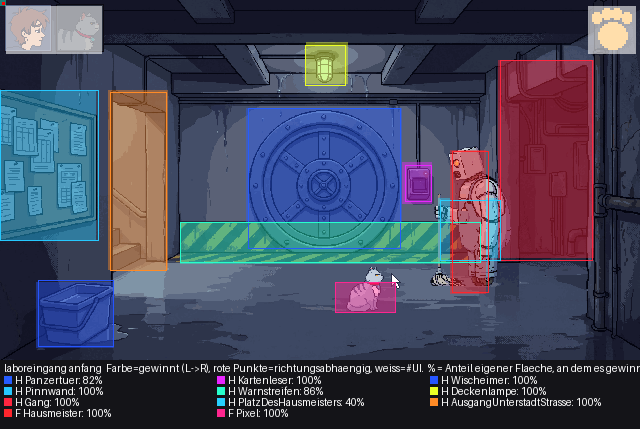 laboreingang anfang Farbe=gewinnt (L->R), rote Punkte=richtungsabhaengig, weiss=#UI. % = Anteil eigener Flaeche, an dem es gewinnt
H Panzertuer: 82% H Kartenleser: 100% H Wischeimer: 100%
H Pinnwand: 100% H Warnstreifen: 86% H Deckenlampe: 100%
H Gang: 100% H PlatzDesHausmeisters: 40% H AusgangUnterstadtStrasse: 100%
F Hausmeister: 100% F Pixel: 100%